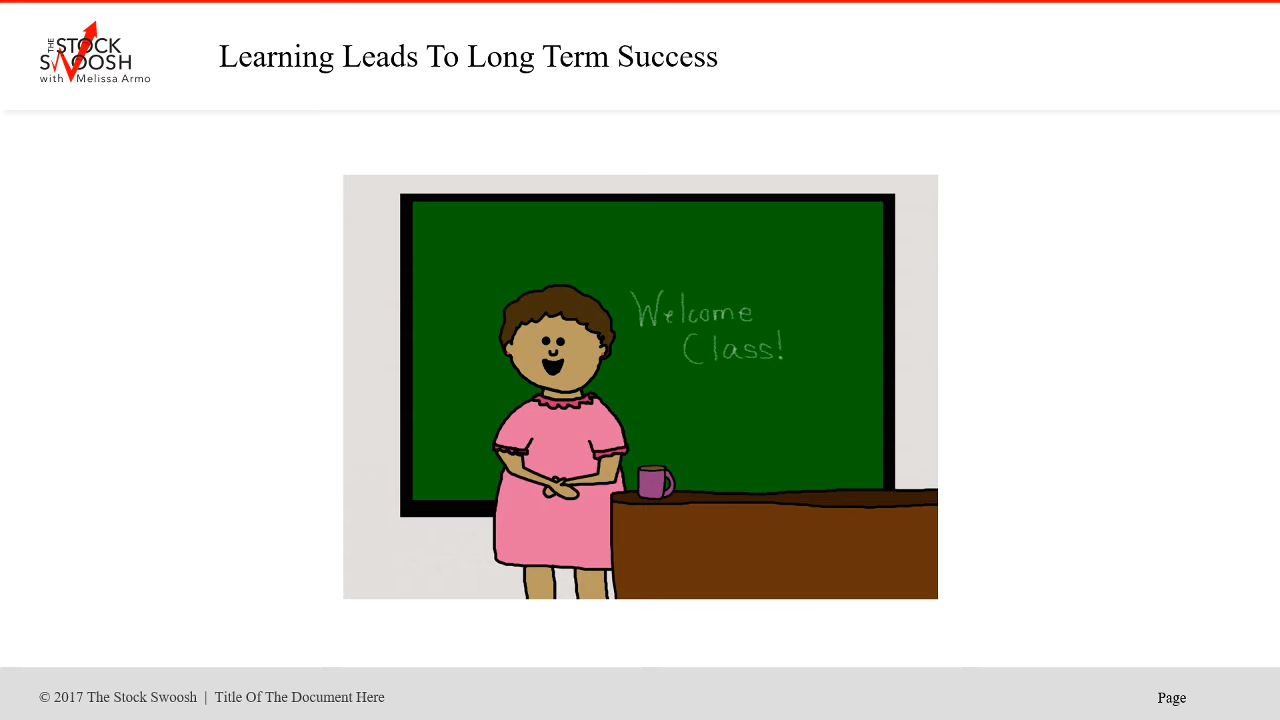 THE STOCK
SWOOSH
with Melissa Armo
Learning Leads To Long Term Success
Welcome
Class!
© 2017 The Stock Swoosh | Title Of The Document Here
Page